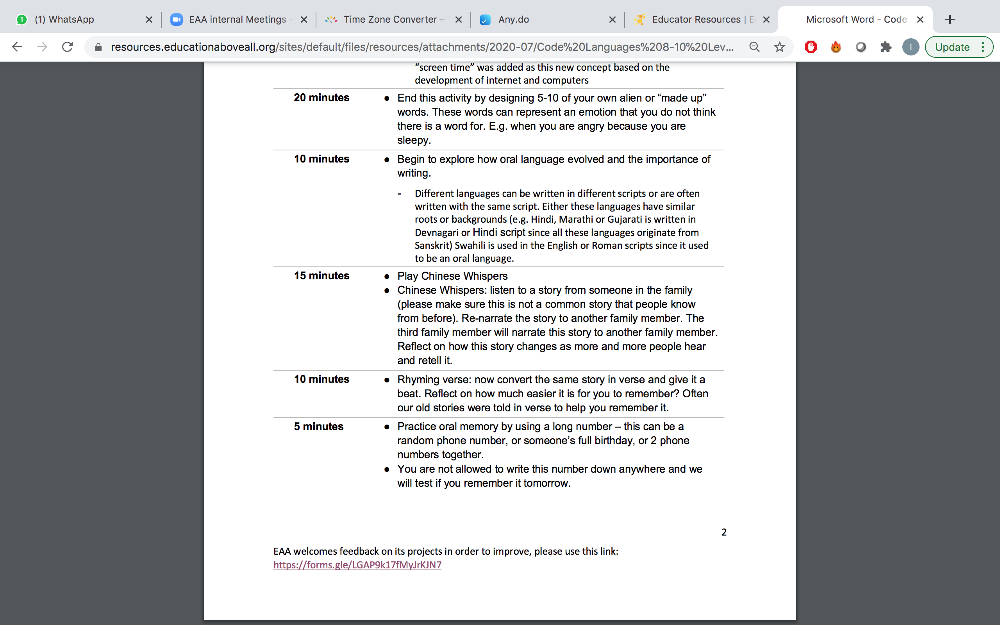 1
(1) WhatsApp
EAA internal Meetings -
Time Zone Converter –
Any.do
Educator Resources | E
Microsoft Word - Code
resources.educationaboveall.org/sites/default/files/resources/attachments/2020-07/Code%20Languages%208-10%20Lev...
I
Update
“screen time” was added as this new concept based on the
development of internet and computers
20 minutes
● End this activity by designing 5-10 of your own alien or “made up”
words. These words can represent an emotion that you do not think
there is a word for. E.g. when you are angry because you are
sleepy.
10 minutes
● Begin to explore how oral language evolved and the importance of
writing.
- Different languages can be written in different scripts or are often
written with the same script. Either these languages have similar
roots or backgrounds (e.g. Hindi, Marathi or Gujarati is written in
Devnagari or Hindi script since all these languages originate from
Sanskrit) Swahili is used in the English or Roman scripts since it used
to be an oral language.
15 minutes
● Play Chinese Whispers
● Chinese Whispers: listen to a story from someone in the family
(please make sure this is not a common story that people know
from before). Re-narrate the story to another family member. The
third family member will narrate this story to another family member.
Reflect on how this story changes as more and more people hear
and retell it.
10 minutes
● Rhyming verse: now convert the same story in verse and give it a
beat. Reflect on how much easier it is for you to remember? Often
our old stories were told in verse to help you remember it.
5 minutes
● Practice oral memory by using a long number – this can be a
random phone number, or someone’s full birthday, or 2 phone
numbers together.
● You are not allowed to write this number down anywhere and we
will test if you remember it tomorrow.
2
EAA welcomes feedback on its projects in order to improve, please use this link:
https://forms.gle/LGAP9k17fMyJrKJN7